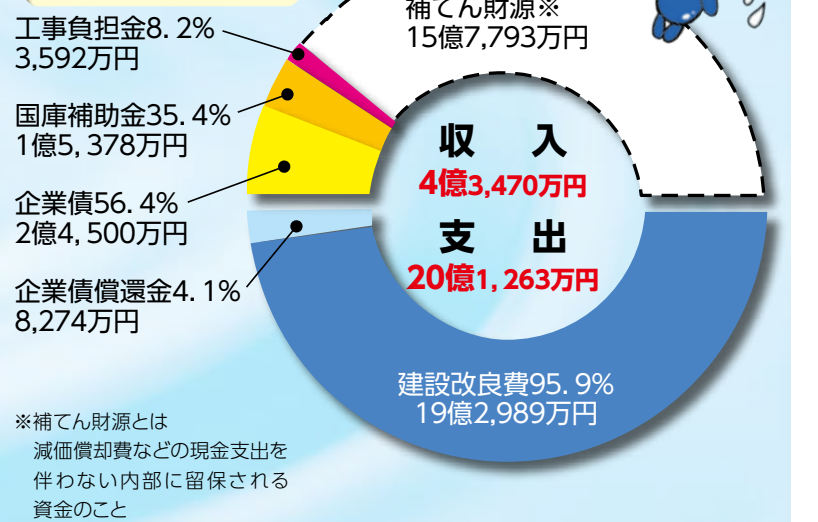 補てん財源※
15億7,793万円
工事負担金8.2%
3,592万円
国庫補助金35.4%
1億5,378万円
企業債56.4%
2億4,500万円
企業債償還金4.1%
8,274万円
収 入
4億3,470万円
支 出
20億1,263万円
建設改良費95.9%
19億2,989万円
※補てん財源とは
減価償却費などの現金支出を
伴わない内部に留保される
資金のこと